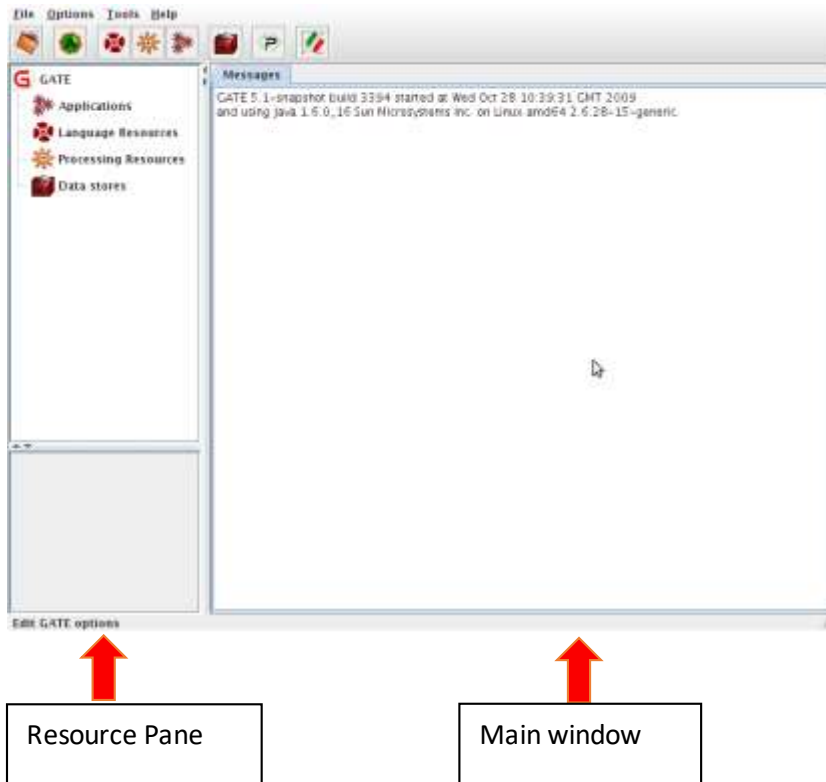 File Options Tools Help
GATE
Applications
Language Resources
Processing Resources
Data stores
Messages
GATE 5.1-snapshot build 3394 started at Wed Oct 28 10:39:31 GMT 2009
and using Java 1.6.0_16 Sun Microsystems Inc. on Linux amd64 2.6.28-15-generic.
Edit GATE options
Resource Pane
Main window